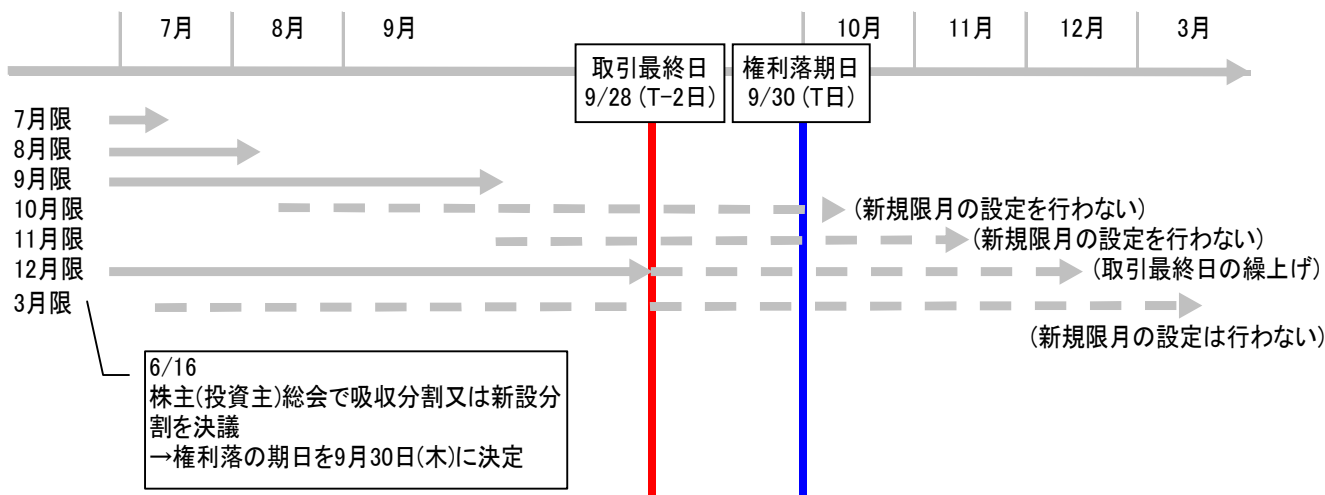 7月
8月
9月
10月
11月
12月
3月
取引最終日
9/28 (T-2日)
権利落期日
9/30 (T日)
7月限
8月限
9月限
10月限
(新規限月の設定を行わない)
11月限
(新規限月の設定を行わない)
12月限
(取引最終日の繰上げ)
3月限
(新規限月の設定は行わない)
6/16
株主(投資主)総会で吸収分割又は新設分
割を決議
→権利落の期日を9月30日(木)に決定